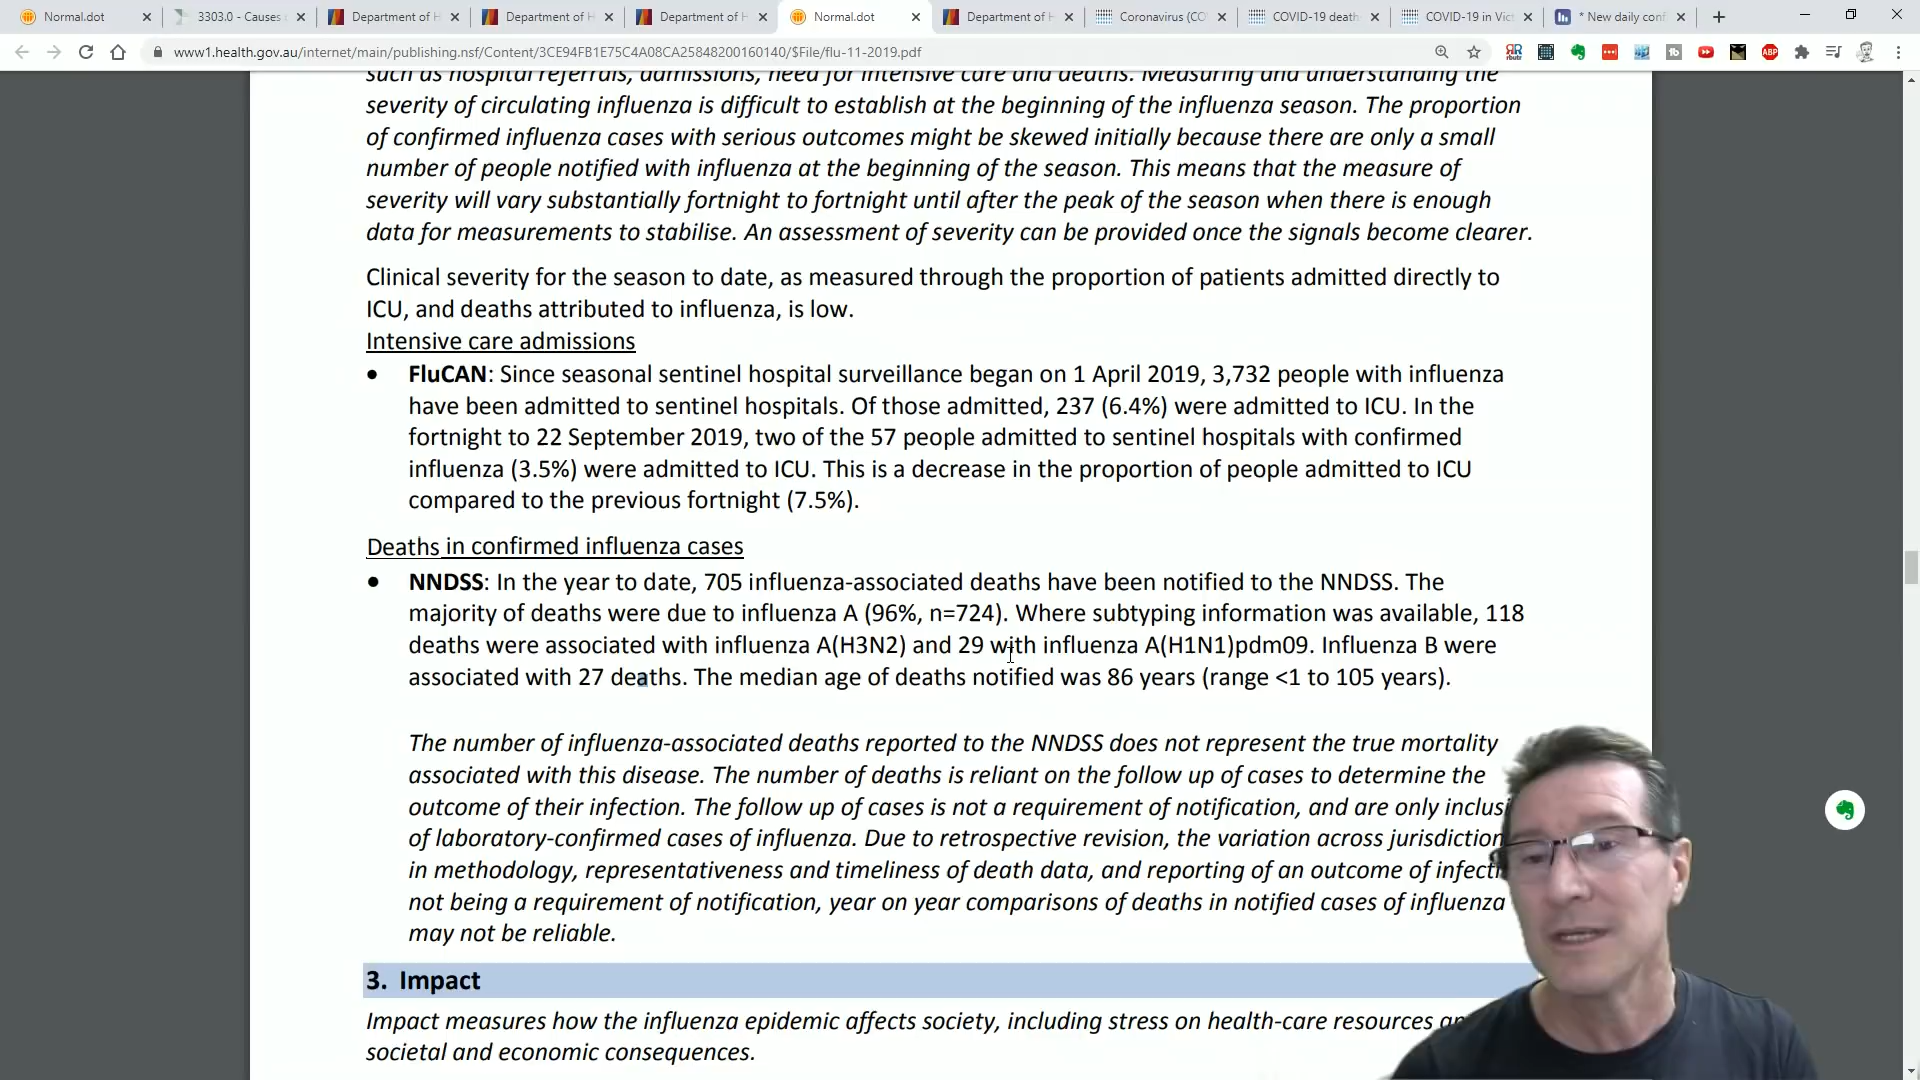 Normal.dot
3303.0 - Causes
Department of H
Department of H
Department of H
Normal.dot
Department of H
Coronavirus (CO
COVID-19 death
COVID-19 in Vict
* New daily conf
www1.health.gov.au/internet/main/publishing.nsf/Content/3CE94FB1E75C4A08CA25848200160140/$File/flu-11-2019.pdf
such as hospital referrals, admissions, need for intensive care and deaths. Measuring and understanding the
severity of circulating influenza is difficult to establish at the beginning of the influenza season. The proportion
of confirmed influenza cases with serious outcomes might be skewed initially because there are only a small
number of people notified with influenza at the beginning of the season. This means that the measure of
severity will vary substantially fortnight to fortnight until after the peak of the season when there is enough
data for measurements to stabilise. An assessment of severity can be provided once the signals become clearer.
Clinical severity for the season to date, as measured through the proportion of patients admitted directly to
ICU, and deaths attributed to influenza, is low.
Intensive care admissions
• FluCAN: Since seasonal sentinel hospital surveillance began on 1 April 2019, 3,732 people with influenza
have been admitted to sentinel hospitals. Of those admitted, 237 (6.4%) were admitted to ICU. In the
fortnight to 22 September 2019, two of the 57 people admitted to sentinel hospitals with confirmed
influenza (3.5%) were admitted to ICU. This is a decrease in the proportion of people admitted to ICU
compared to the previous fortnight (7.5%).
Deaths in confirmed influenza cases
• NNDSS: In the year to date, 705 influenza-associated deaths have been notified to the NNDSS. The
majority of deaths were due to influenza A (96%, n=724). Where subtyping information was available, 118
deaths were associated with influenza A(H3N2) and 29 with influenza A(H1N1)pdm09. Influenza B were
associated with 27 deaths. The median age of deaths notified was 86 years (range <1 to 105 years).
The number of influenza-associated deaths reported to the NNDSS does not represent the true mortality
associated with this disease. The number of deaths is reliant on the follow up of cases to determine the
outcome of their infection. The follow up of cases is not a requirement of notification, and are only inclusi
of laboratory-confirmed cases of influenza. Due to retrospective revision, the variation across jurisdiction
in methodology, representativeness and timeliness of death data, and reporting of an outcome of infecti
not being a requirement of notification, year on year comparisons of deaths in notified cases of influenza
may not be reliable.
3. Impact
Impact measures how the influenza epidemic affects society, including stress on health-care resources an
societal and economic consequences.